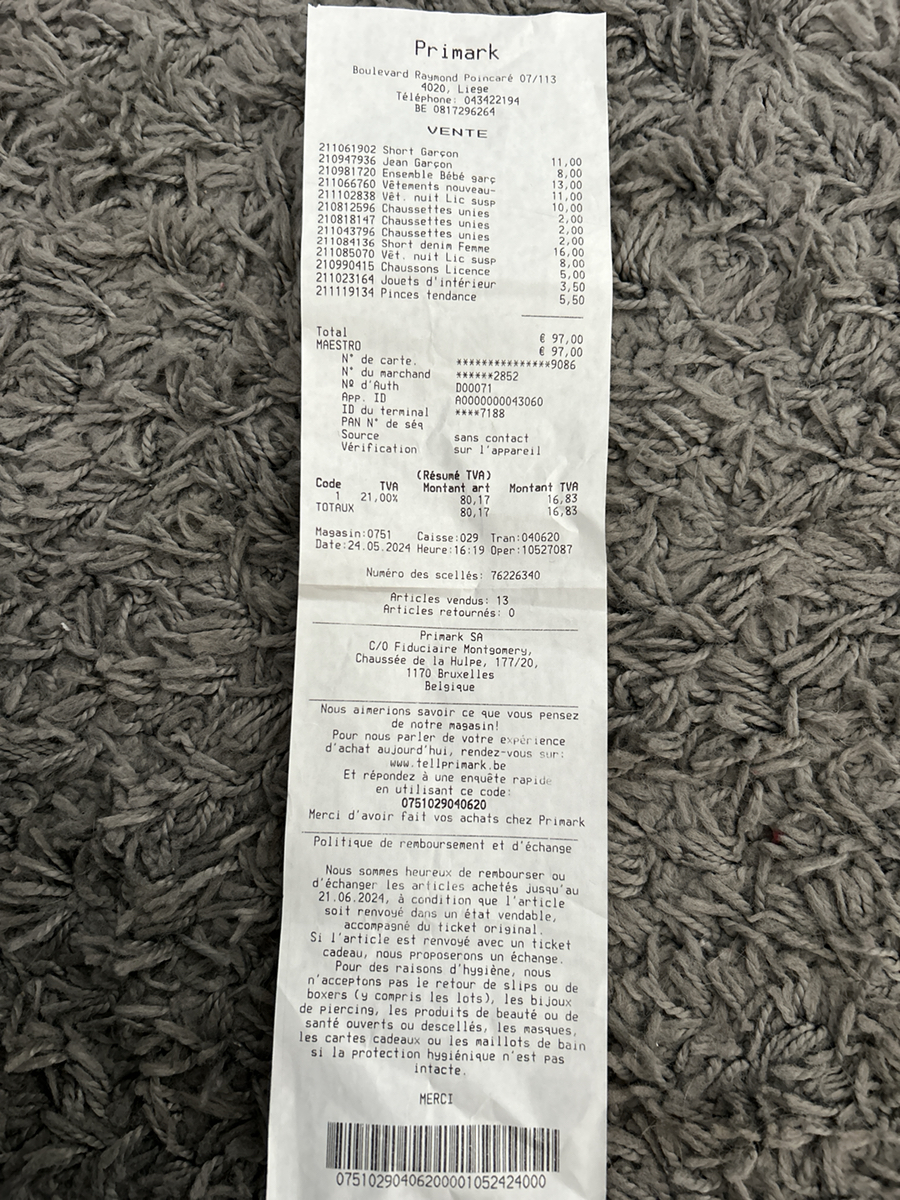 Primark
Boulevard Raymond Poincaré 07/113
4020, Liege
Téléphone: 043422194
BE 0817296264
VENTE
211061902 Short Garçon 11,00
210947936 Jean Garçon 8,00
210981720 Ensemble Bébé garç 13,00
211066760 Vêtements nouveau- 11,00
211102838 Vêt. nuit Lic susp 10,00
210812596 Chaussettes unies 2,00
210818147 Chaussettes unies 2,00
211043796 Chaussettes unies 2,00
211084136 Short denim Femme 16,00
211085070 Vêt. nuit Lic susp 8,00
210990415 Chaussons Licence 5,00
211023164 Jouets d'intérieur 3,50
211119134 Pinces tendance 5,50
Total € 97,00
MAESTRO € 97,00
N° de carte. ***************9086
N° du marchand ******2852
Nº d'Auth D00071
App. ID A0000000043060
ID du terminal ****7188
PAN N° de séq
Source sans contact
Vérification sur l'appareil
(Résumé TVA)
Code TVA Montant art Montant TVA
1 21,00% 80,17 16,83
TOTAUX 80,17 16,83
Magasin:0751 Caisse:029 Tran:040620
Date:24.05.2024 Heure:16:19 Oper:10527087
Numéro des scellés: 76226340
Articles vendus: 13
Articles retournés: 0
Primark SA
C/O Fiduciaire Montgomery,
Chaussée de la Hulpe, 177/20,
1170 Bruxelles
Belgique
Nous aimerions savoir ce que vous pensez
de notre magasin!
Pour nous parler de votre expérience
d'achat aujourd'hui, rendez-vous sur:
www.tellprimark.be
Et répondez à une enquête rapide
en utilisant ce code:
0751029040620
Merci d'avoir fait vos achats chez Primark
Politique de remboursement et d'échange
Nous sommes heureux de rembourser ou
d'échanger les articles achetés jusqu'au
21.06.2024, à condition que l'article
soit renvoyé dans un état vendable,
accompagné du ticket original.
Si l'article est renvoyé avec un ticket
cadeau, nous proposerons un échange.
Pour des raisons d'hygiène, nous
n'acceptons pas le retour de slips ou de
boxers (y compris les lots), les bijoux
de piercing, les produits de beauté ou de
santé ouverts ou descellés, les masques,
les cartes cadeaux ou les maillots de bain
si la protection hygiénique n'est pas
intacte.
MERCI
07510290406200001052424000